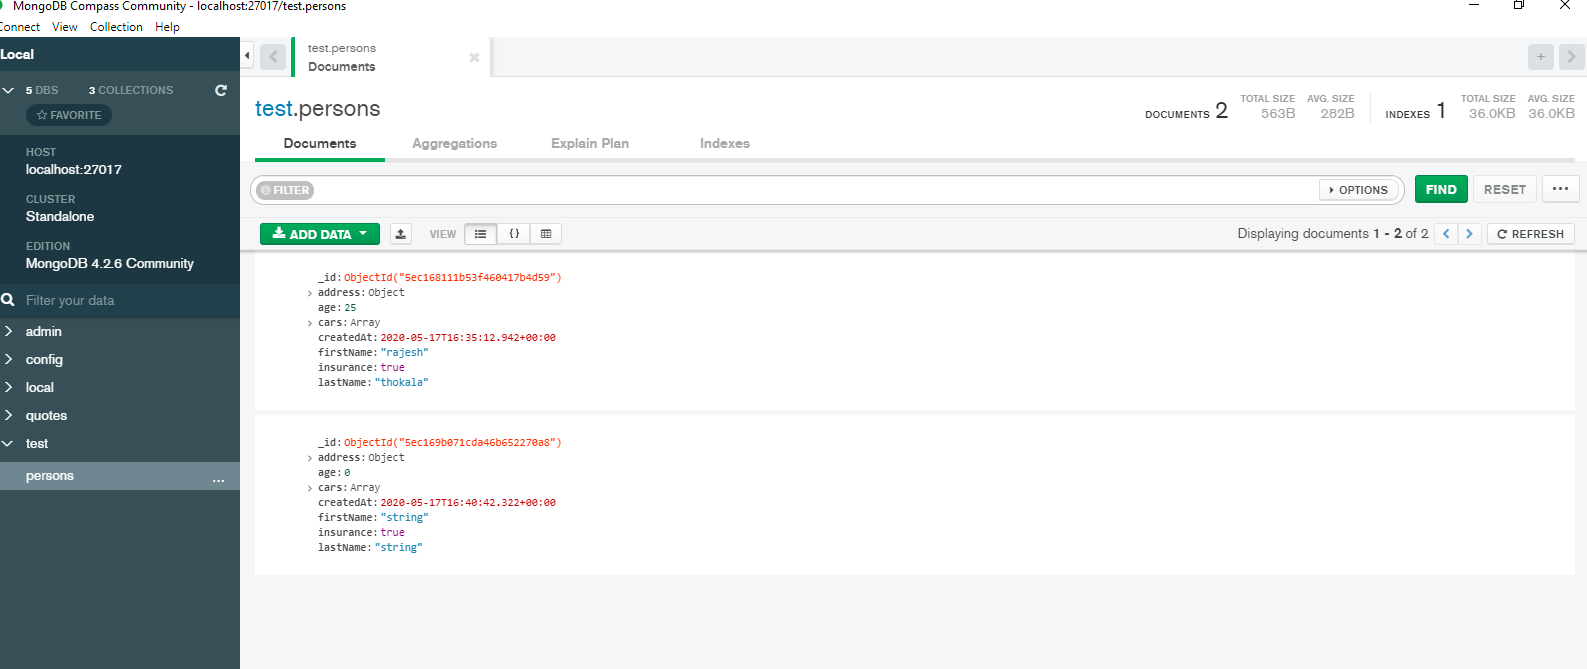 MongoDB Compass Community - localhost:27017/test.persons
Connect View Collection Help
Local
5 DBS 3 COLLECTIONS
FAVORITE
HOST
localhost:27017
CLUSTER
Standalone
EDITION
MongoDB 4.2.6 Community
Filter your data
admin
config
local
quotes
test
persons ...
test.persons
Documents
test.persons
DOCUMENTS 2 TOTAL SIZE 563B AVG. SIZE 282B INDEXES 1 TOTAL SIZE 36.0KB AVG. SIZE 36.0KB
Documents Aggregations Explain Plan Indexes
FILTER OPTIONS FIND RESET ...
ADD DATA VIEW {} Displaying documents 1 - 2 of 2 < > REFRESH
_id:ObjectId("5ec168111b53f460417b4d59")
> address:Object
age:25
> cars:Array
createdAt:2020-05-17T16:35:12.942+00:00
firstName:"rajesh"
insurance:true
lastName:"thokala"
_id:ObjectId("5ec169b071cda46b652270a8")
> address:Object
age:0
> cars:Array
createdAt:2020-05-17T16:40:42.322+00:00
firstName:"string"
insurance:true
lastName:"string"